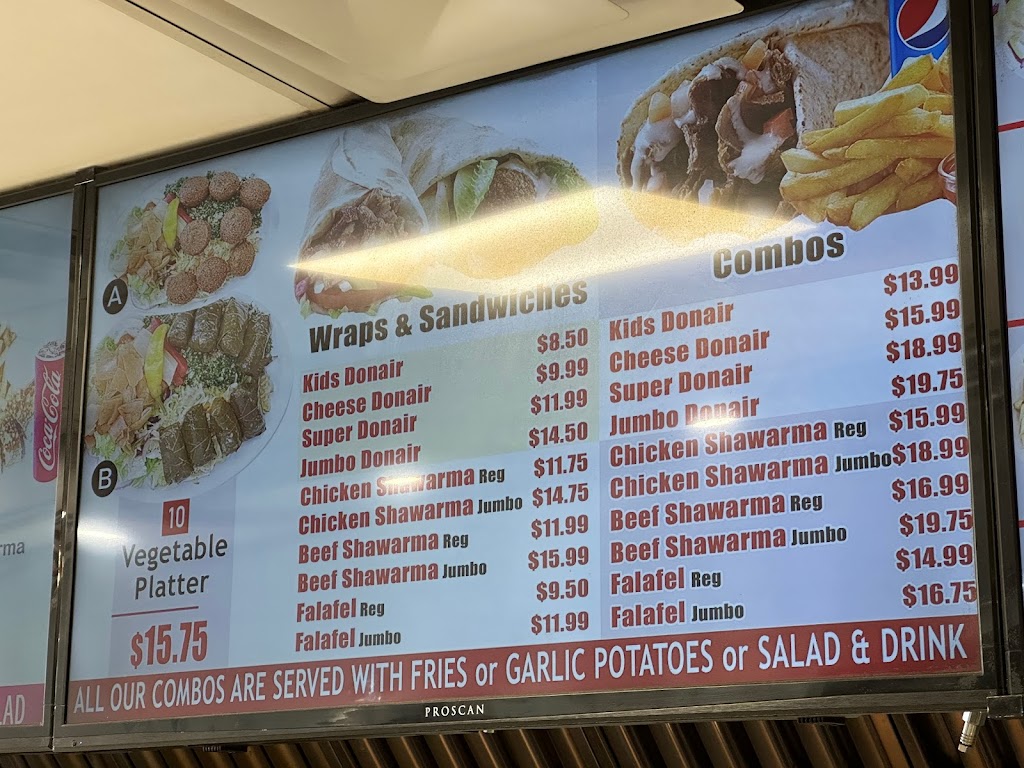 A
B
10
Vegetable
Platter
$15.75
Wraps & Sandwiches
Kids Donair $8.50
Cheese Donair $9.99
Super Donair $11.99
Jumbo Donair $14.50
Chicken Shawarma Reg $11.75
Chicken Shawarma Jumbo $14.75
Beef Shawarma Reg $11.99
Beef Shawarma Jumbo $15.99
Falafel Reg $9.50
Falafel Jumbo $11.99
Combos
Kids Donair $13.99
Cheese Donair $15.99
Super Donair $18.99
Jumbo Donair $19.75
Chicken Shawarma Reg $15.99
Chicken Shawarma Jumbo $18.99
Beef Shawarma Reg $16.99
Beef Shawarma Jumbo $19.75
Falafel Reg $14.99
Falafel Jumbo $16.75
ALL OUR COMBOS ARE SERVED WITH FRIES or GARLIC POTATOES or SALAD & DRINK
PROSCAN
Coca-Cola
rma
LAD